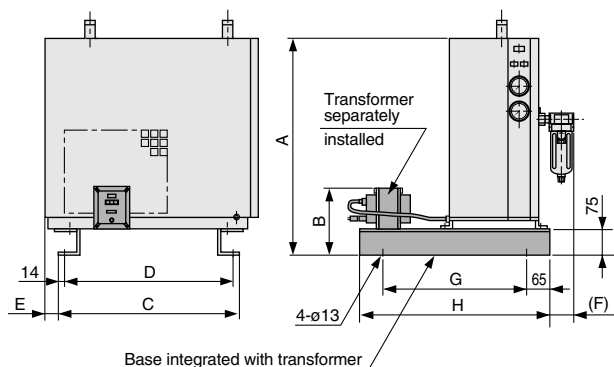 Transformer
separately
installed
A
B
75
14
D
G
65
E
C
H
(F)
4-ø13
Base integrated with transformer